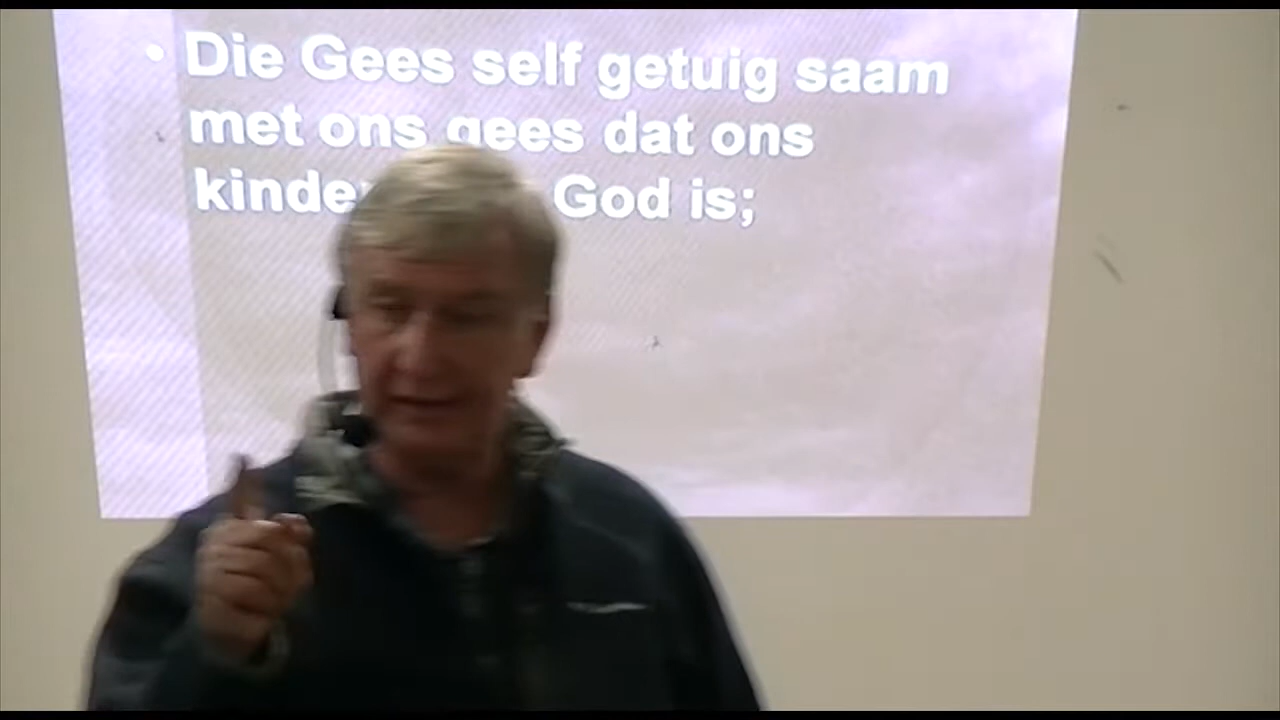 • Die Gees self getuig saam
met ons gees dat ons
God is;